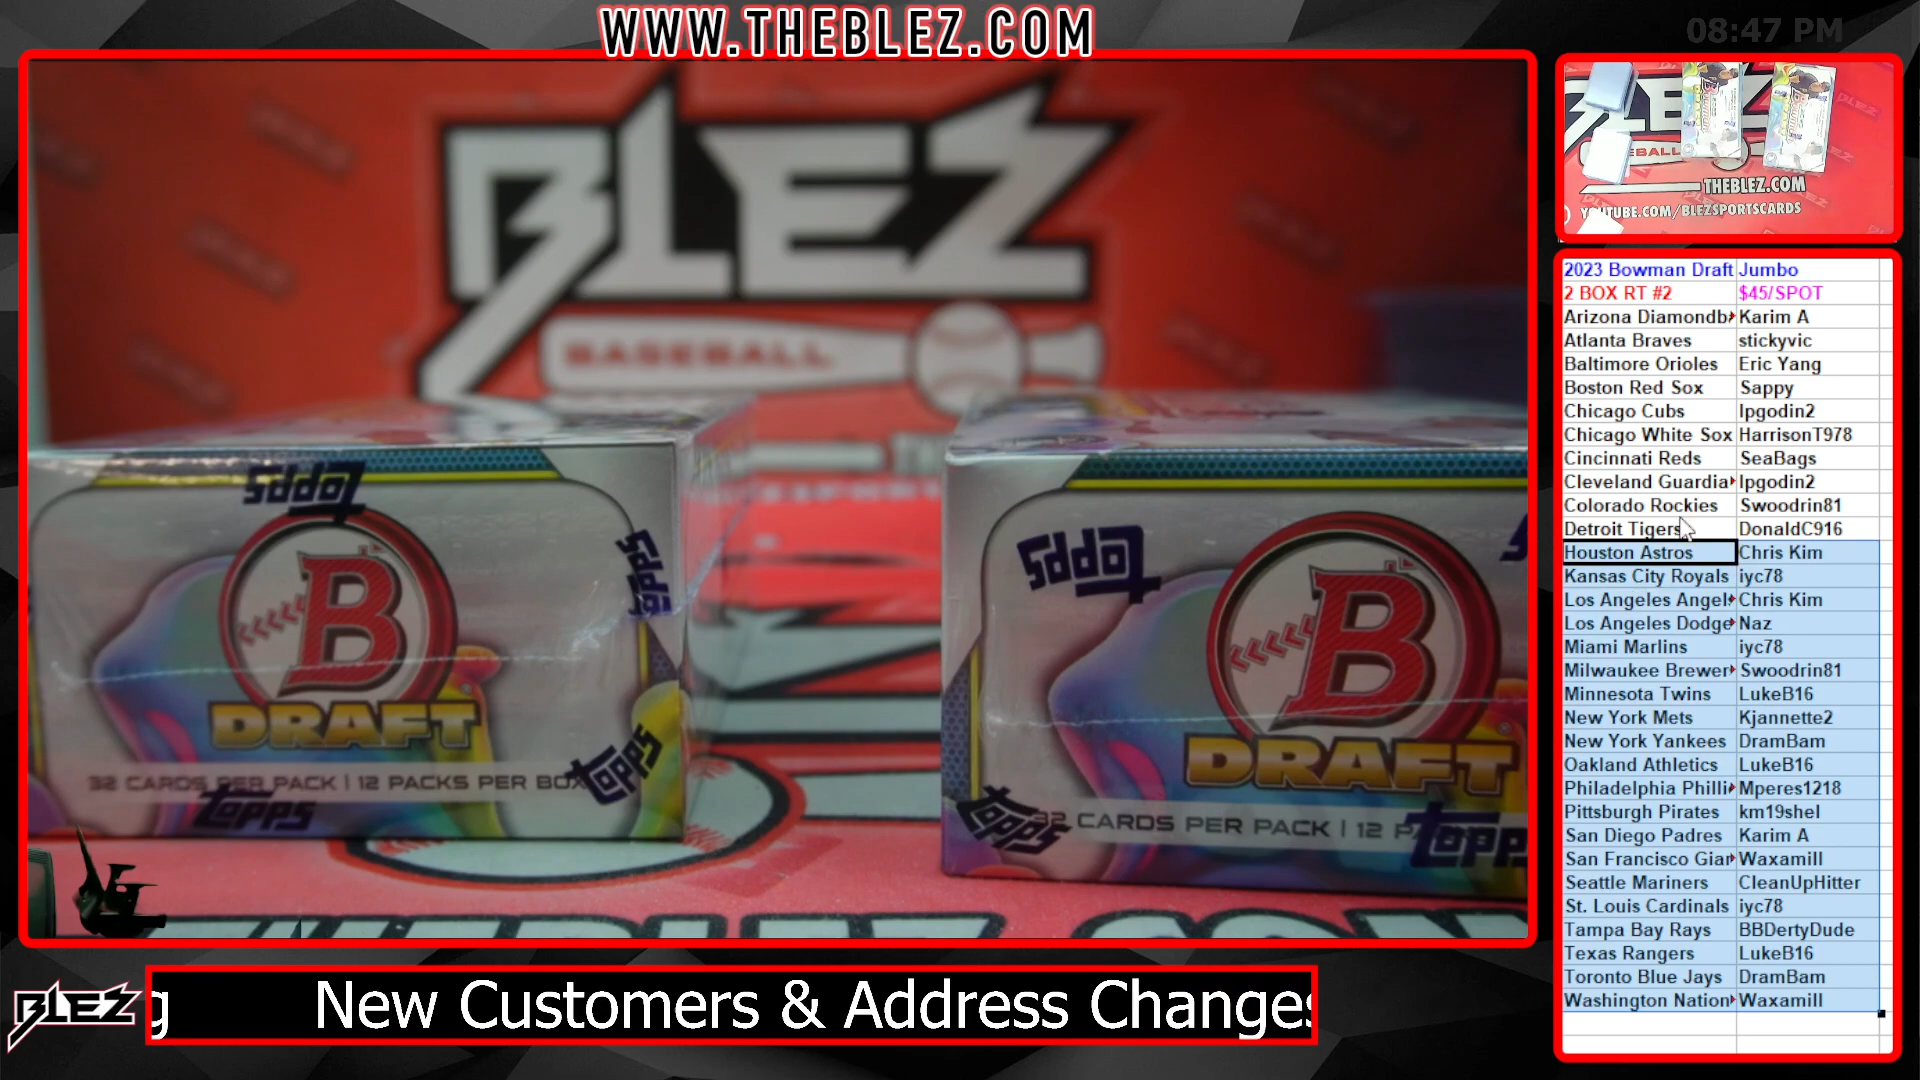 WWW.THEBLEZ.COM
08:47 PM
BLEZ
BASEBALL
Topps
Topps
B
DRAFT
32 CARDS PER PACK | 12 PACKS PER BOX
Topps
Topps
Topps
B
DRAFT
32 CARDS PER PACK | 12
Topps
Topps
THEBLEZ.COM
YOUTUBE.COM/BLEZSPORTSCARDS
2023 Bowman Draft Jumbo
2 BOX RT #2 $45/SPOT
Arizona Diamondb Karim A
Atlanta Braves stickyvic
Baltimore Orioles Eric Yang
Boston Red Sox Sappy
Chicago Cubs lpgodin2
Chicago White Sox HarrisonT978
Cincinnati Reds SeaBags
Cleveland Guardia lpgodin2
Colorado Rockies Swoodrin81
Detroit Tigers DonaldC916
Houston Astros Chris Kim
Kansas City Royals iyc78
Los Angeles Angel Chris Kim
Los Angeles Dodge Naz
Miami Marlins iyc78
Milwaukee Brewer Swoodrin81
Minnesota Twins LukeB16
New York Mets Kjannette2
New York Yankees DramBam
Oakland Athletics LukeB16
Philadelphia Philli Mperes1218
Pittsburgh Pirates km19shel
San Diego Padres Karim A
San Francisco Giar Waxamill
Seattle Mariners CleanUpHitter
St. Louis Cardinals iyc78
Tampa Bay Rays BBDertyDude
Texas Rangers LukeB16
Toronto Blue Jays DramBam
Washington Nation Waxamill
BLEZ
g New Customers & Address Changes